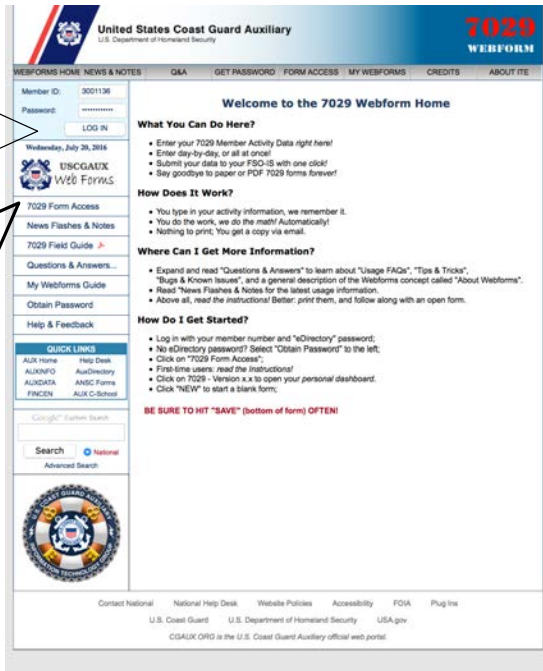 United States Coast Guard Auxiliary
U.S. Department of Homeland Security
7029
WEBFORM
WEBFORMS HOME NEWS & NOTES Q&A GET PASSWORD FORM ACCESS MY WEBFORMS CREDITS ABOUT ITE
Member ID: 3001136
Password: ············
LOG IN
Wednesday, July 20, 2016
USCGAUX
Web Forms
7029 Form Access
News Flashes & Notes
7029 Field Guide
Questions & Answers...
My Webforms Guide
Obtain Password
Help & Feedback
QUICK LINKS
AUX Home Help Desk
AUXINFO AuxDirectory
AUXDATA ANSC Forms
FINCEN AUX C-School
Google™ Custom Search
Search National
Advanced Search
U.S. COAST GUARD AUXILIARY
INFORMATION TECHNOLOGY GROUP
Welcome to the 7029 Webform Home
What You Can Do Here?
• Enter your 7029 Member Activity Data right here!
• Enter day-by-day, or all at once!
• Submit your data to your FSO-IS with one click!
• Say goodbye to paper or PDF 7029 forms forever!
How Does It Work?
• You type in your activity information, we remember it.
• You do the work, we do the math! Automatically!
• Nothing to print; You get a copy via email.
Where Can I Get More Information?
• Expand and read "Questions & Answers" to learn about "Usage FAQs", "Tips & Tricks",
"Bugs & Known Issues", and a general description of the Webforms concept called "About Webforms".
• Read "News Flashes & Notes for the latest usage information.
• Above all, read the instructions! Better: print them, and follow along with an open form.
How Do I Get Started?
• Log in with your member number and "eDirectory" password;
• No eDirectory password? Select "Obtain Password" to the left;
• Click on "7029 Form Access";
• First-time users: read the Instructions!
• Click on 7029 - Version x.x to open your personal dashboard.
• Click "NEW" to start a blank form;
BE SURE TO HIT "SAVE" (bottom of form) OFTEN!
Contact National National Help Desk Website Policies Accessibility FOIA Plug Ins
U.S. Coast Guard U.S. Department of Homeland Security USA.gov
CGAUX.ORG is the U.S. Coast Guard Auxiliary official web portal.